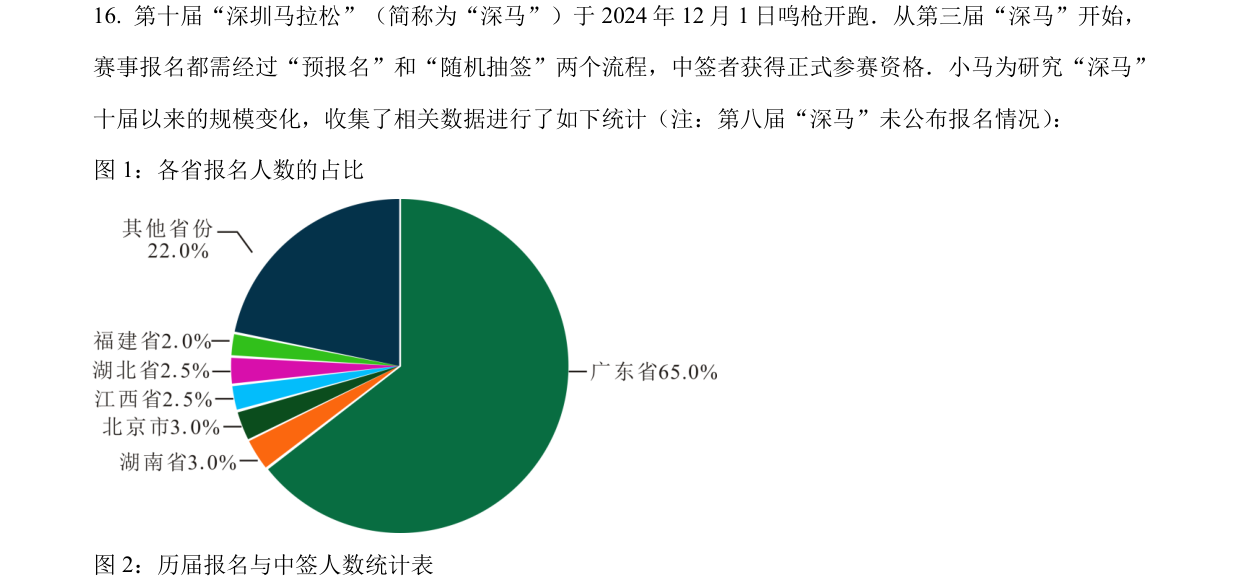 16. 第十届“深圳马拉松”（简称为“深马”）于 2024 年 12 月 1 日鸣枪开跑．从第三届“深马”开始，
赛事报名都需经过“预报名”和“随机抽签”两个流程，中签者获得正式参赛资格．小马为研究“深马”
十届以来的规模变化，收集了相关数据进行了如下统计（注：第八届“深马”未公布报名情况）：
图 1：各省报名人数的占比
其他省份
22.0%
福建省2.0%
湖北省2.5%
广东省65.0%
江西省2.5%
北京市3.0%
湖南省3.0%
图 2：历届报名与中签人数统计表